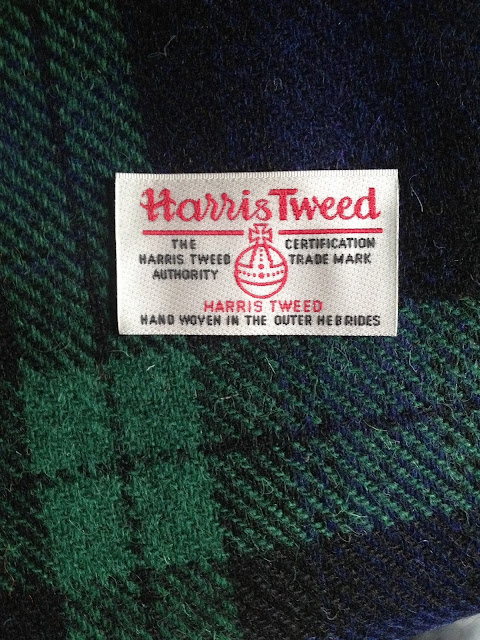 Harris Tweed
THE CERTIFICATION
HARRIS TWEED TRADE MARK
AUTHORITY
HARRIS TWEED
HAND WOVEN IN THE OUTER HEBRIDES